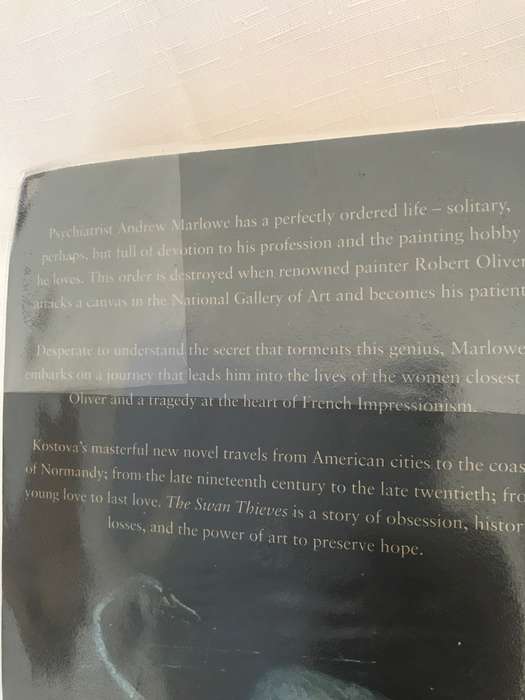 Psychiatrist Andrew Marlowe has a perfectly ordered life – solitary,
perhaps, but full of devotion to his profession and the painting hobby
he loves. This order is destroyed when renowned painter Robert Oliver
attacks a canvas in the National Gallery of Art and becomes his patient
Desperate to understand the secret that torments this genius, Marlowe
embarks on a journey that leads him into the lives of the women closest
Oliver and a tragedy at the heart of French Impressionism.
Kostova's masterful new novel travels from American cities to the coas
of Normandy; from the late nineteenth century to the late twentieth; fro
young love to last love. The Swan Thieves is a story of obsession, histor
losses, and the power of art to preserve hope.